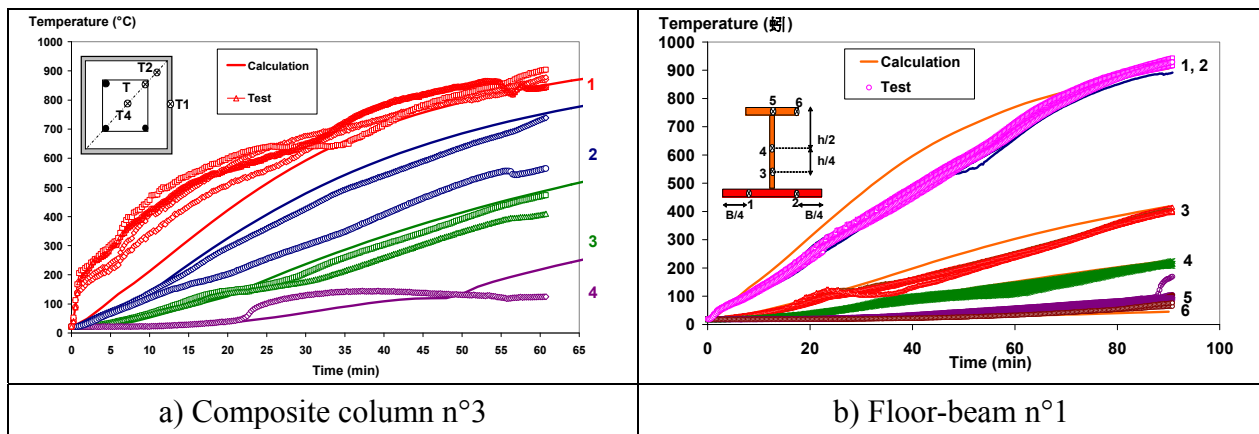 Temperature (°C)
1000
900
800
700
600
500
400
300
200
100
0
0 5 10 15 20 25 30 35 40 45 50 55 60 65
Time (min)
T2
T
T1
T4
Calculation
Test
1
2
3
4
a) Composite column n°3
Temperature (蚓)
1000
900
800
700
600
500
400
300
200
100
0
0 20 40 60 80 100
Time (min)
Calculation
Test
5 6
4
3
h/2
h/4
1 2
B/4 B/4
1, 2
3
4
5
6
b) Floor-beam n°1